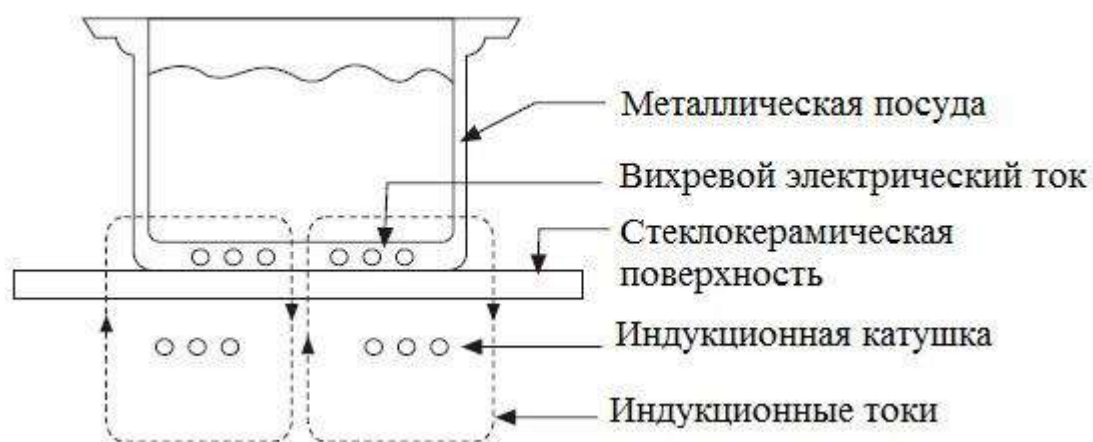 Металлическая посуда
Вихревой электрический ток
Стеклокерамическая
поверхность
Индукционная катушка
Индукционные токи